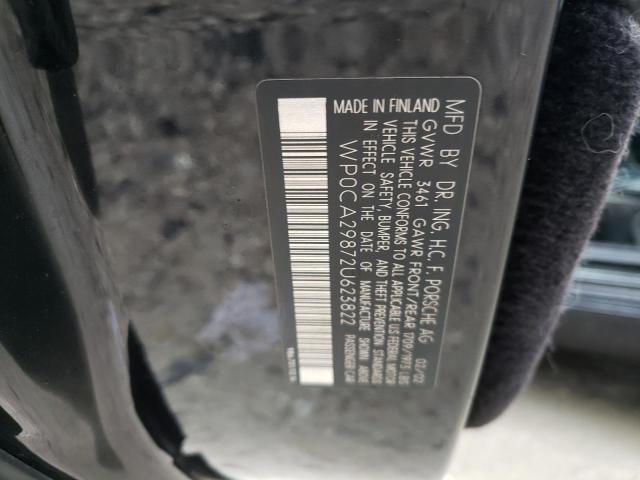 MFD BY DR. ING. H.C. F. PORSCHE AG 02/02
GVWR 3461 GAWR FRONT/REAR 1709/1973 LBS
THIS VEHICLE CONFORMS TO ALL APPLICABLE US FEDERAL MOTOR
VEHICLE SAFETY, BUMPER, AND THEFT PREVENTION STANDARDS
IN EFFECT ON THE DATE OF MANUFACTURE SHOWN ABOVE.
MADE IN FINLAND
PASSENGER CAR
WP0CA29872U623822